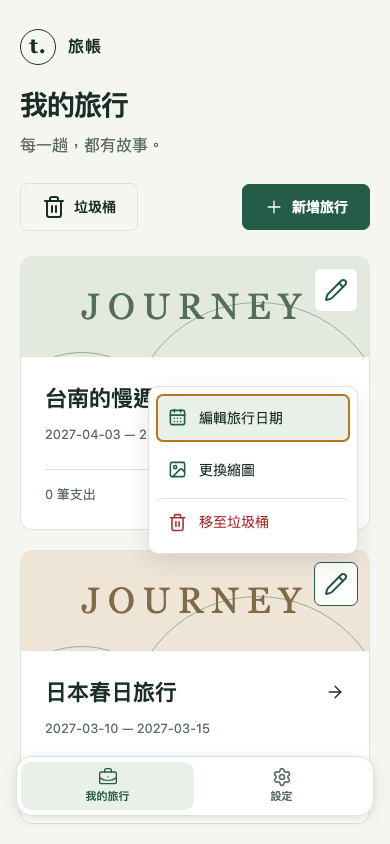 t. 旅帳
我的旅行
每一趟，都有故事。
垃圾桶
新增旅行
JOURNEY
台南的慢遊
2027-04-03 — 2
0 筆支出
編輯旅行日期
更換縮圖
移至垃圾桶
JOURNEY
日本春日旅行
2027-03-10 — 2027-03-15
我的旅行
設定